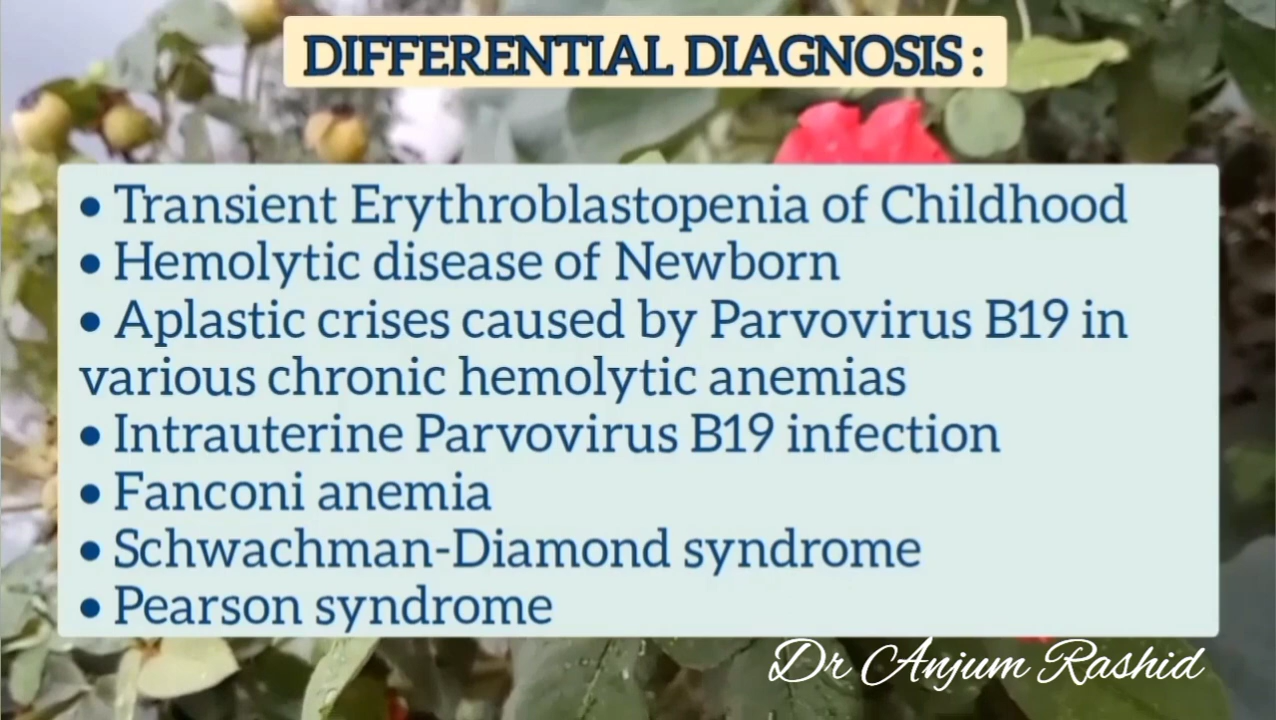 DIFFERENTIAL DIAGNOSIS :
• Transient Erythroblastopenia of Childhood
• Hemolytic disease of Newborn
• Aplastic crises caused by Parvovirus B19 in
various chronic hemolytic anemias
• Intrauterine Parvovirus B19 infection
• Fanconi anemia
• Schwachman-Diamond syndrome
• Pearson syndrome
Dr Anjum Rashid